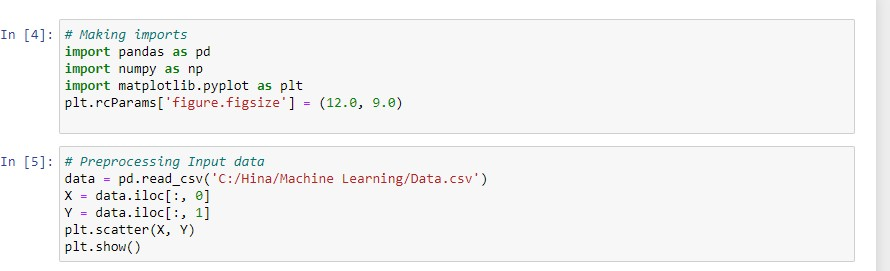 In [4]: # Making imports
import pandas as pd
import numpy as np
import matplotlib.pyplot as plt
plt.rcParams['figure.figsize'] = (12.0, 9.0)
In [5]: # Preprocessing Input data
data = pd.read_csv('C:/Hina/Machine Learning/Data.csv')
X = data.iloc[:, 0]
Y = data.iloc[:, 1]
plt.scatter(X, Y)
plt.show()